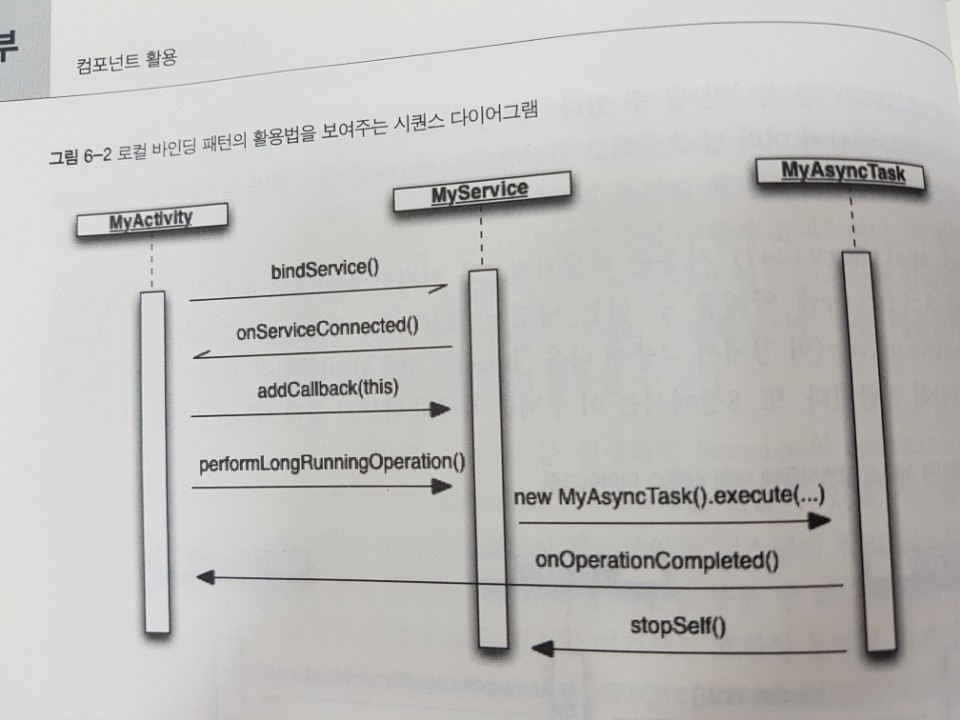 부
컴포넌트 활용
그림 6-2 로컬 바인딩 패턴의 활용법을 보여주는 시퀀스 다이어그램
MyActivity
MyService
MyAsyncTask
bindService()
onServiceConnected()
addCallback(this)
performLongRunningOperation()
new MyAsyncTask().execute(...)
onOperationCompleted()
stopSelf()